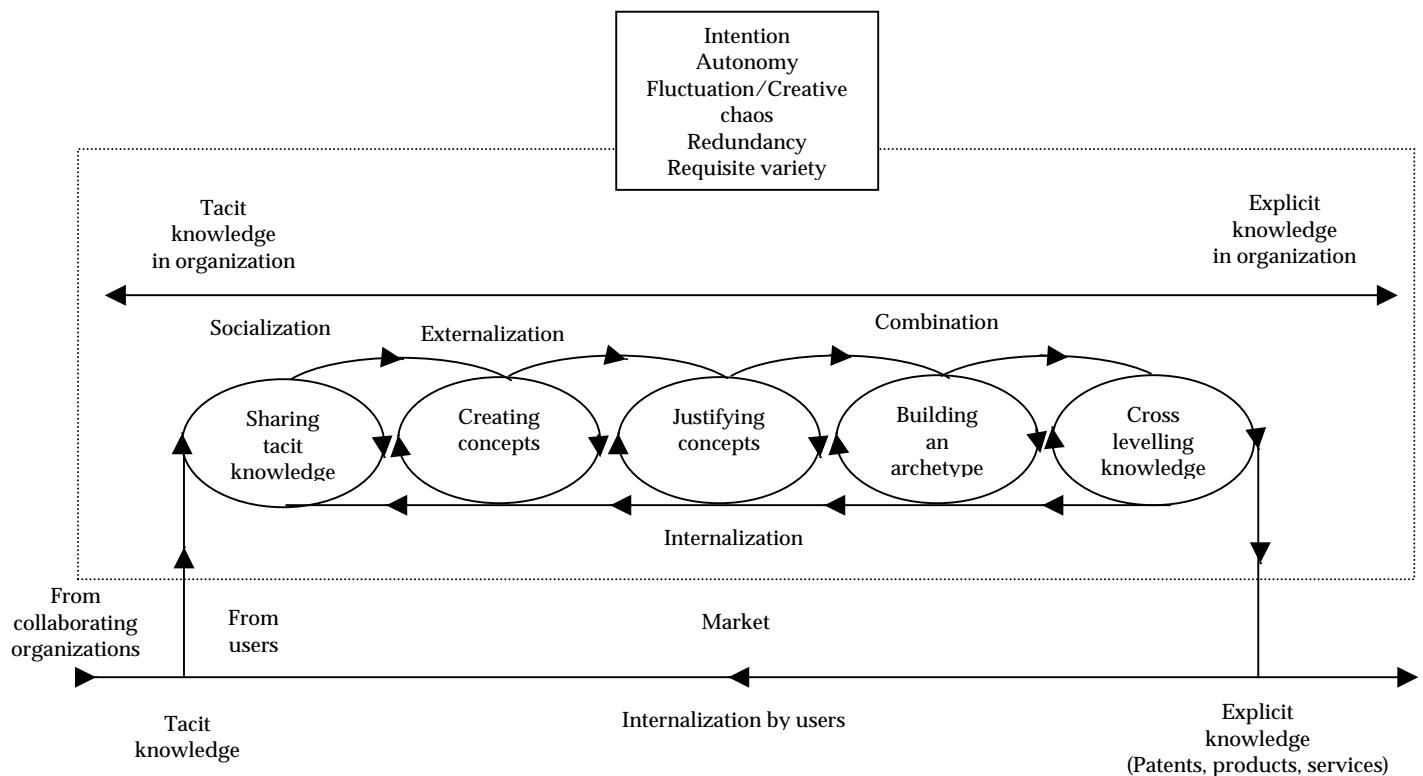 Intention
Autonomy
Fluctuation/Creative
chaos
Redundancy
Requisite variety
Tacit
knowledge
in organization
Explicit
knowledge
in organization
Socialization
Externalization
Combination
Sharing
tacit
knowledge
Creating
concepts
Justifying
concepts
Building
an
archetype
Cross
levelling
knowledge
Internalization
From
collaborating
organizations
From
users
Market
Tacit
knowledge
Internalization by users
Explicit
knowledge
(Patents, products, services)